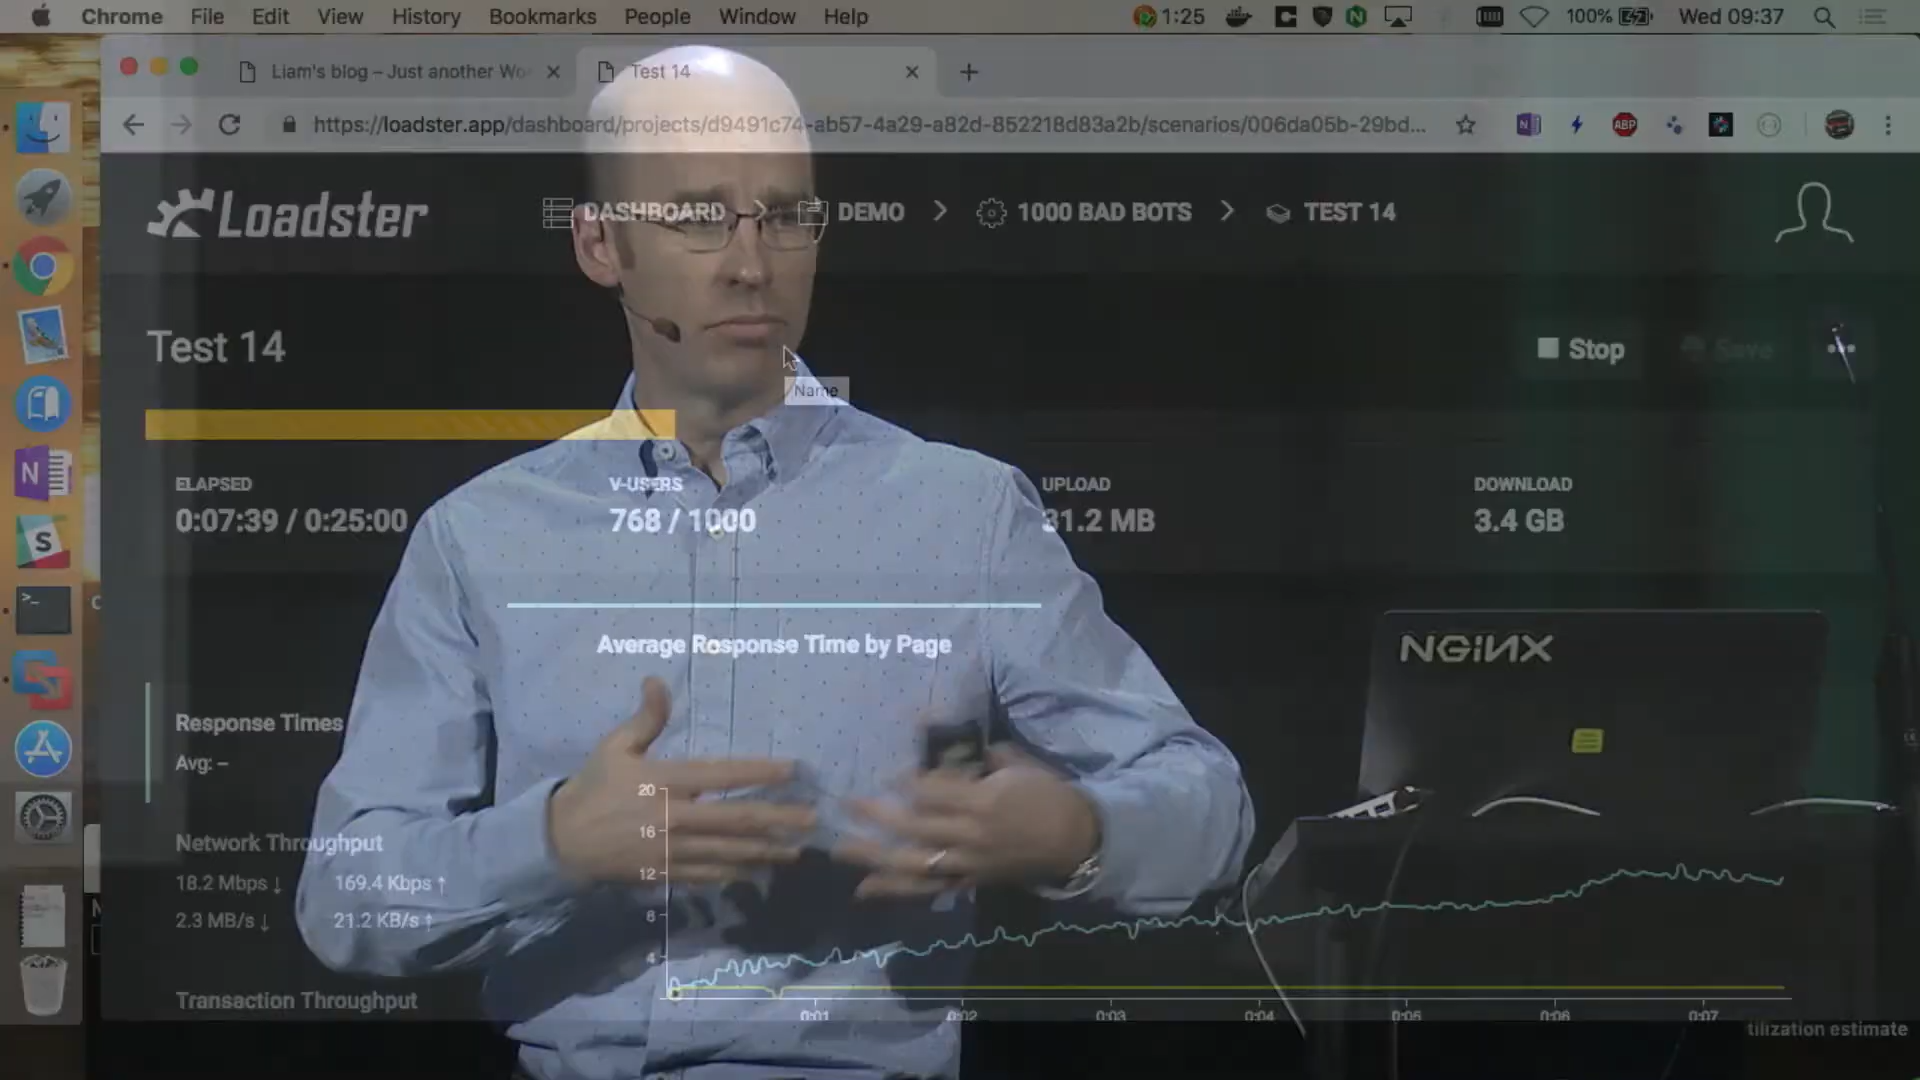 Chrome File Edit View History Bookmarks People Window Help 1:25 100% Wed 09:37
Liam's blog – Just another Wo Test 14
https://loadster.app/dashboard/projects/d9491c74-ab57-4a29-a82d-852218d83a2b/scenarios/006da05b-29bd...
ABP
Loadster DASHBOARD DEMO 1000 BAD BOTS TEST 14
Test 14 Stop Save
Name
ELAPSED V-USERS UPLOAD DOWNLOAD
0:07:39 / 0:25:00 768 / 1000 31.2 MB 3.4 GB
Average Response Time by Page
NGINX
Response Times
Avg: –
20
16
12
8
4
Network Throughput
18.2 Mbps ↓ 169.4 Kbps ↑
2.3 MB/s ↓ 21.2 KB/s ↑
Transaction Throughput
0:01 0:02 0:03 0:04 0:05 0:06 0:07
tilization estimate